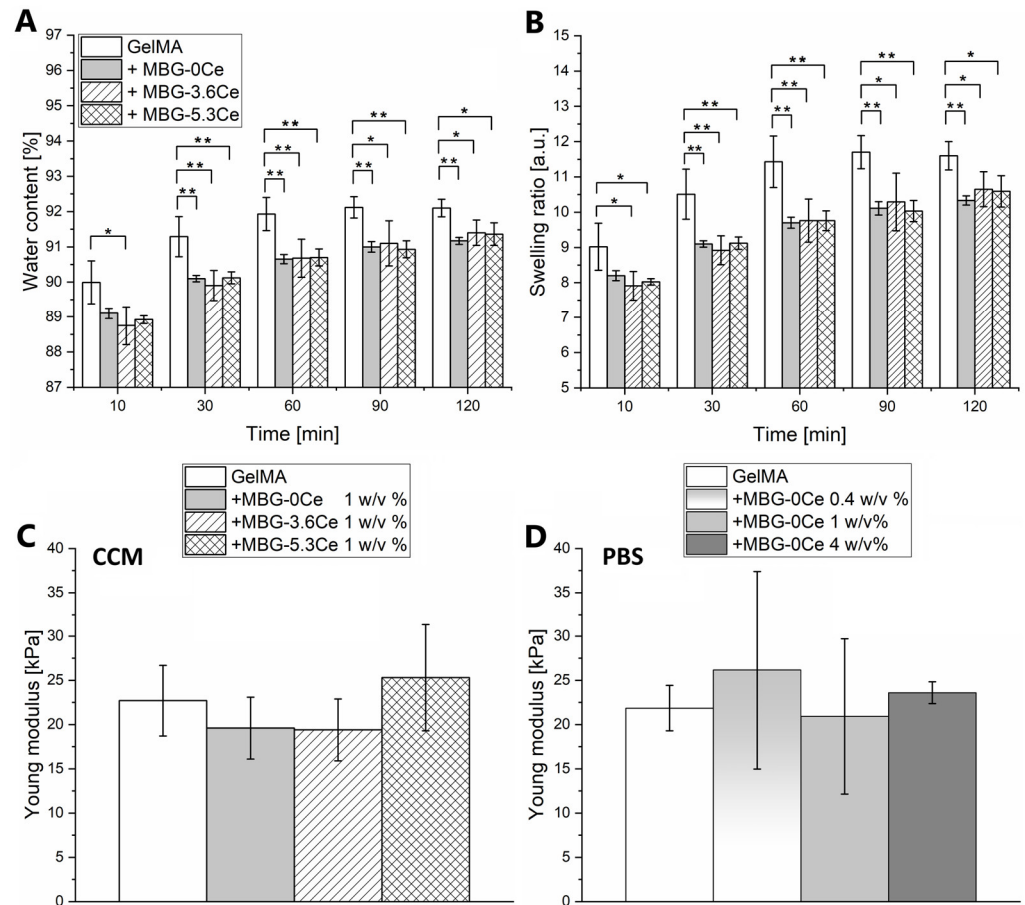 A
Water content [%]
97
96
95
94
93
92
91
90
89
88
87
GelMA
+ MBG-0Ce
+ MBG-3.6Ce
+ MBG-5.3Ce
*
**
**
**
**
**
**
**
*
**
*
*
**
10 30 60 90 120
Time [min]
B
Swelling ratio [a.u.]
15
14
13
12
11
10
9
8
7
6
5
*
*
**
**
**
**
**
**
**
*
**
*
*
**
10 30 60 90 120
Time [min]
C
CCM
GelMA
+MBG-0Ce 1 w/v %
+MBG-3.6Ce 1 w/v %
+MBG-5.3Ce 1 w/v %
Young modulus [kPa]
40
35
30
25
20
15
10
5
0
D
PBS
GelMA
+MBG-0Ce 0.4 w/v %
+MBG-0Ce 1 w/v%
+MBG-0Ce 4 w/v%
Young modulus [kPa]
40
35
30
25
20
15
10
5
0